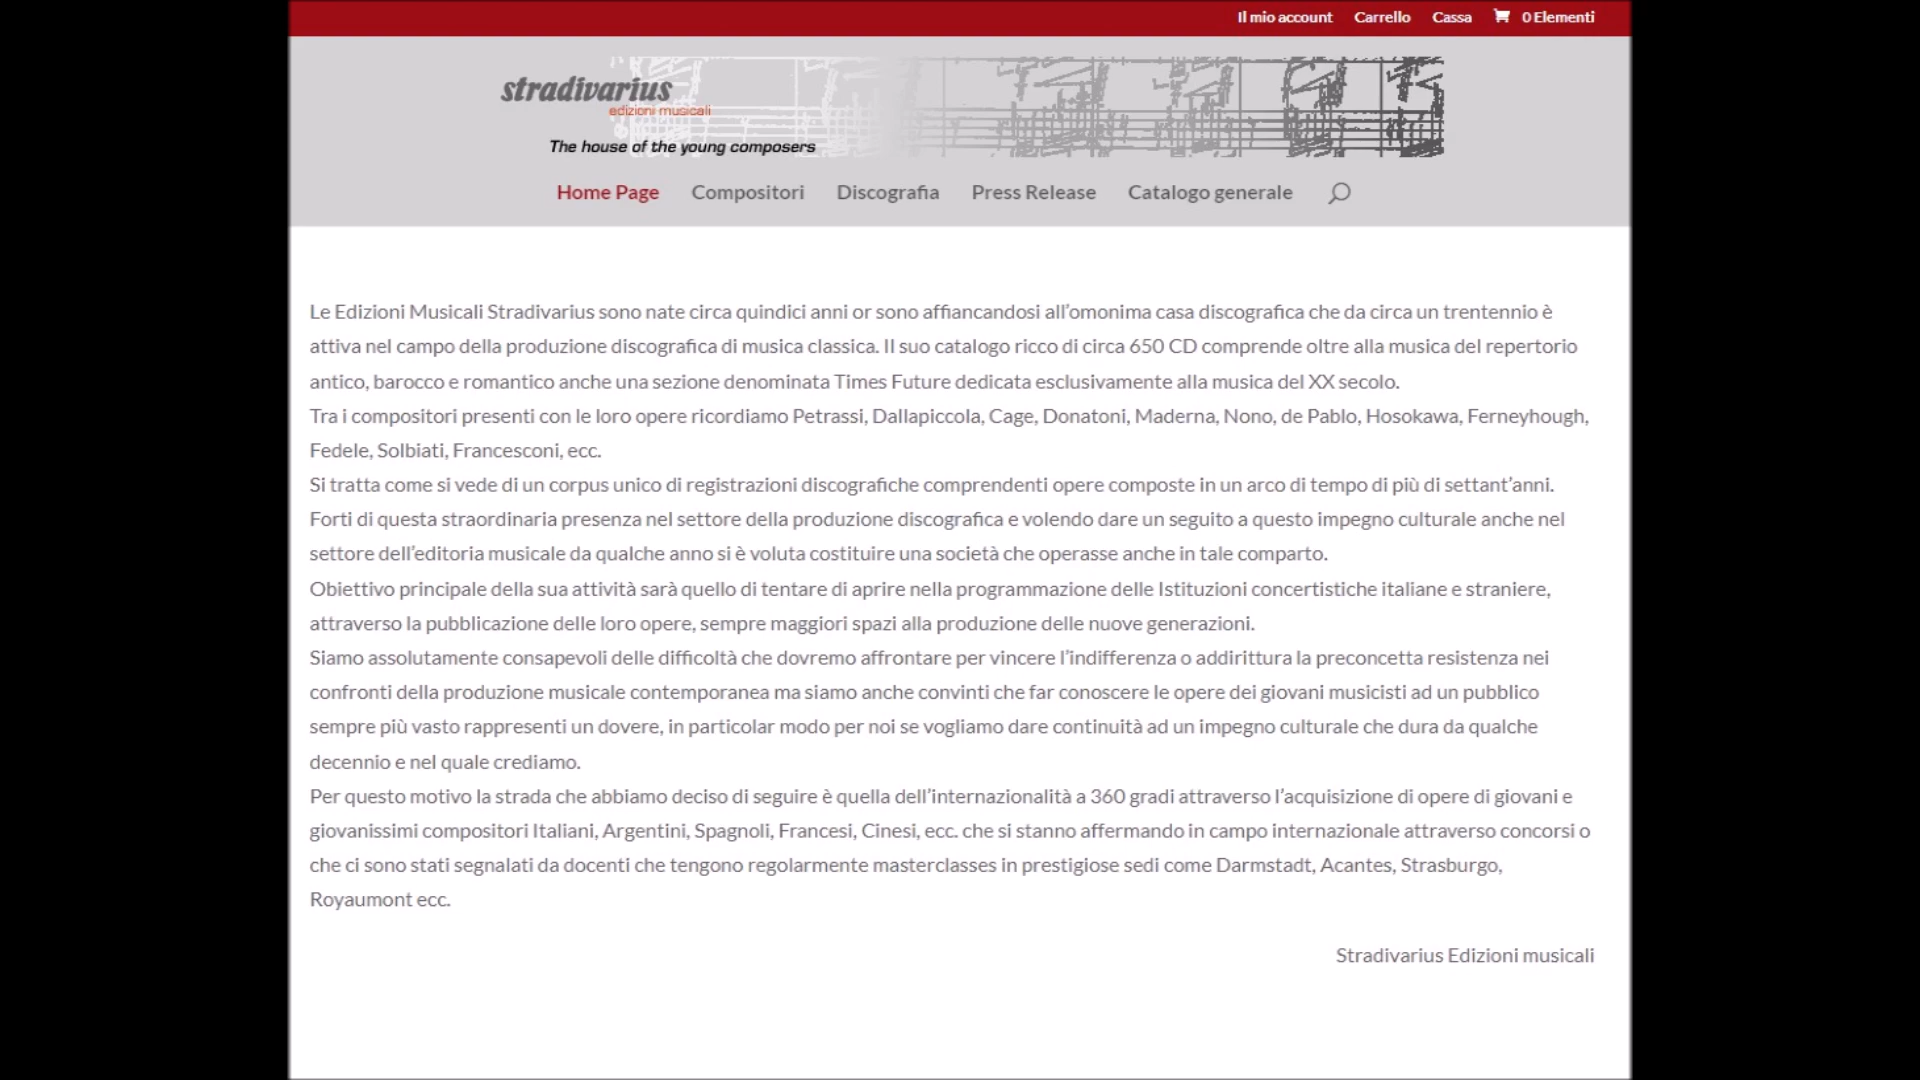 Il mio account Carrello Cassa 0 Elementi
stradivarius
edizioni musicali
The house of the young composers
Home Page Compositori Discografia Press Release Catalogo generale
Le Edizioni Musicali Stradivarius sono nate circa quindici anni or sono affiancandosi all’omonima casa discografica che da circa un trentennio è
attiva nel campo della produzione discografica di musica classica. Il suo catalogo ricco di circa 650 CD comprende oltre alla musica del repertorio
antico, barocco e romantico anche una sezione denominata Times Future dedicata esclusivamente alla musica del XX secolo.
Tra i compositori presenti con le loro opere ricordiamo Petrassi, Dallapiccola, Cage, Donatoni, Maderna, Nono, de Pablo, Hosokawa, Ferneyhough,
Fedele, Solbiati, Francesconi, ecc.
Si tratta come si vede di un corpus unico di registrazioni discografiche comprendenti opere composte in un arco di tempo di più di settant’anni.
Forti di questa straordinaria presenza nel settore della produzione discografica e volendo dare un seguito a questo impegno culturale anche nel
settore dell’editoria musicale da qualche anno si è voluta costituire una società che operasse anche in tale comparto.
Obiettivo principale della sua attività sarà quello di tentare di aprire nella programmazione delle Istituzioni concertistiche italiane e straniere,
attraverso la pubblicazione delle loro opere, sempre maggiori spazi alla produzione delle nuove generazioni.
Siamo assolutamente consapevoli delle difficoltà che dovremo affrontare per vincere l’indifferenza o addirittura la preconcetta resistenza nei
confronti della produzione musicale contemporanea ma siamo anche convinti che far conoscere le opere dei giovani musicisti ad un pubblico
sempre più vasto rappresenti un dovere, in particolar modo per noi se vogliamo dare continuità ad un impegno culturale che dura da qualche
decennio e nel quale crediamo.
Per questo motivo la strada che abbiamo deciso di seguire è quella dell’internazionalità a 360 gradi attraverso l’acquisizione di opere di giovani e
giovanissimi compositori Italiani, Argentini, Spagnoli, Francesi, Cinesi, ecc. che si stanno affermando in campo internazionale attraverso concorsi o
che ci sono stati segnalati da docenti che tengono regolarmente masterclasses in prestigiose sedi come Darmstadt, Acantes, Strasburgo,
Royaumont ecc.
Stradivarius Edizioni musicali